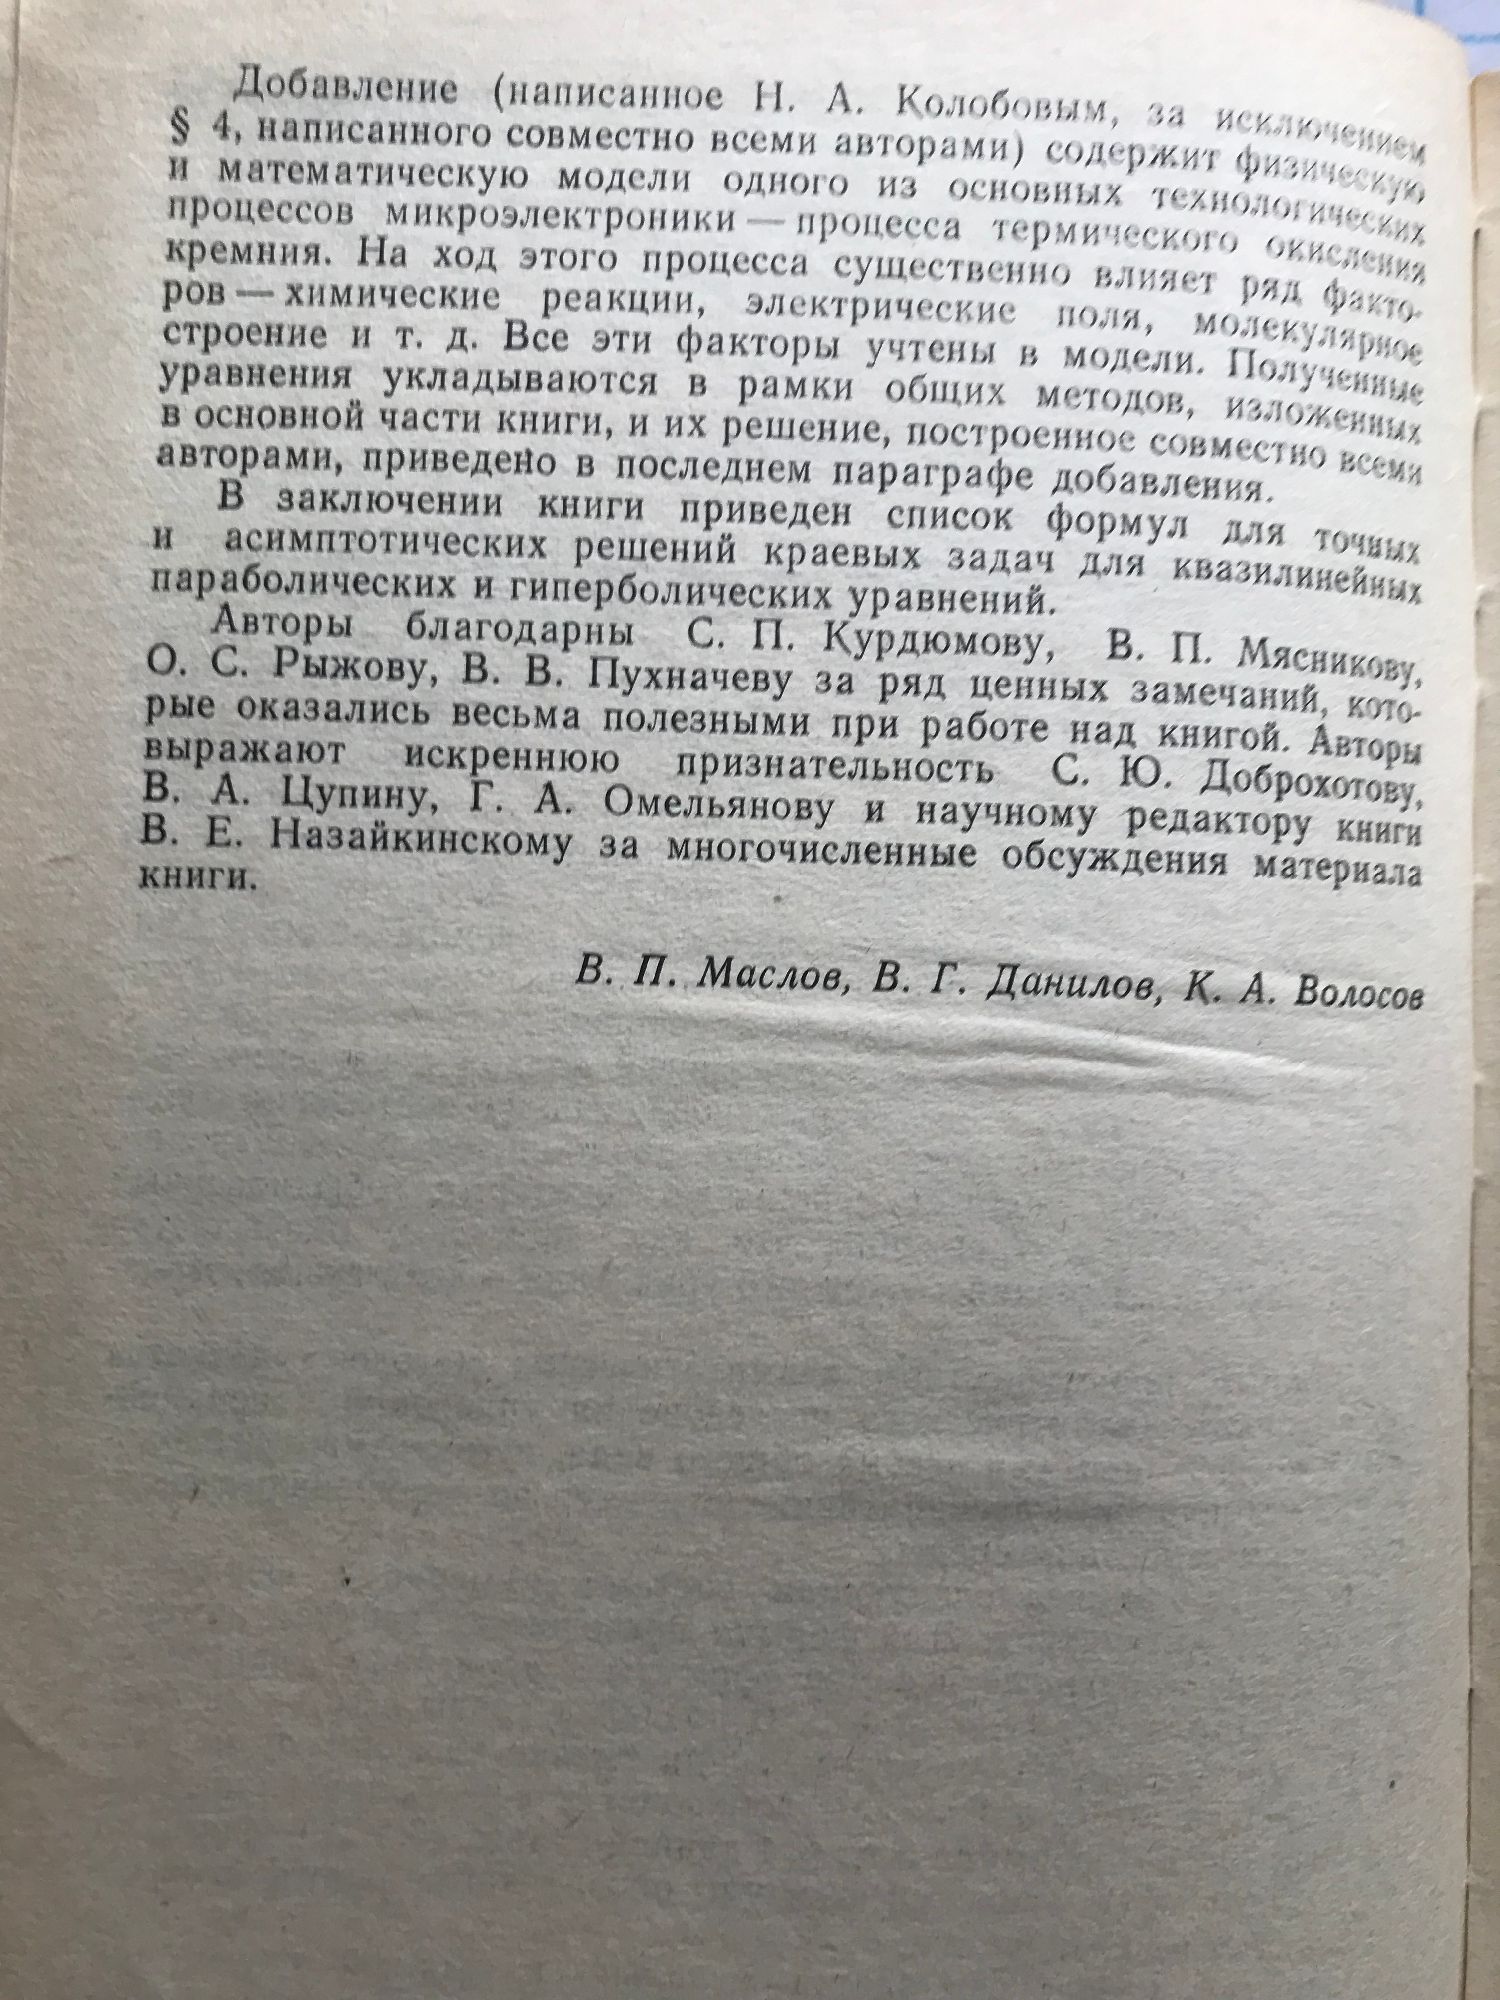 Добавление (написанное Н. А. Колобовым, за исключением
§ 4, написанного совместно всеми авторами) содержит физическую
и математическую модели одного из основных технологических
процессов микроэлектроники — процесса термического окисления
кремния. На ход этого процесса существенно влияет ряд факто-
ров — химические реакции, электрические поля, молекулярное
строение и т. д. Все эти факторы учтены в модели. Полученные
уравнения укладываются в рамки общих методов, изложенных
в основной части книги, и их решение, построенное совместно всеми
авторами, приведено в последнем параграфе добавления.
В заключении книги приведен список формул для точных
и асимптотических решений краевых задач для квазилинейных
параболических и гиперболических уравнений.
Авторы благодарны С. П. Курдюмову, В. П. Мясникову,
О. С. Рыжову, В. В. Пухначеву за ряд ценных замечаний, кото-
рые оказались весьма полезными при работе над книгой. Авторы
выражают искреннюю признательность С. Ю. Доброхотову,
В. А. Цупину, Г. А. Омельянову и научному редактору книги
В. Е. Назайкинскому за многочисленные обсуждения материала
книги.
В. П. Маслов, В. Г. Данилов, К. А. Волосов